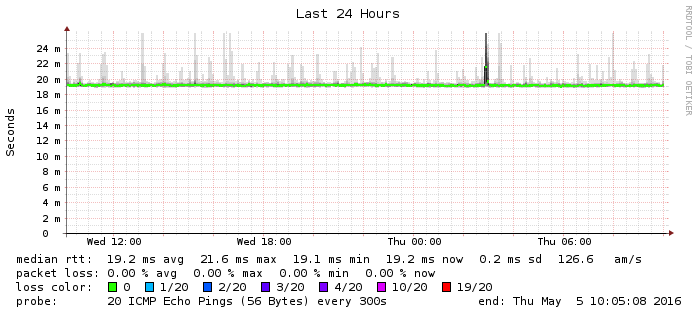 Last 24 Hours
RRDTOOL / TOBI OETIKER
Seconds
24 m
22 m
20 m
18 m
16 m
14 m
12 m
10 m
8 m
6 m
4 m
2 m
0
Wed 12:00 Wed 18:00 Thu 00:00 Thu 06:00
median rtt: 19.2 ms avg 21.6 ms max 19.1 ms min 19.2 ms now 0.2 ms sd 126.6 am/s
packet loss: 0.00 % avg 0.00 % max 0.00 % min 0.00 % now
loss color: 0 1/20 2/20 3/20 4/20 10/20 19/20
probe: 20 ICMP Echo Pings (56 Bytes) every 300s end: Thu May 5 10:05:08 2016